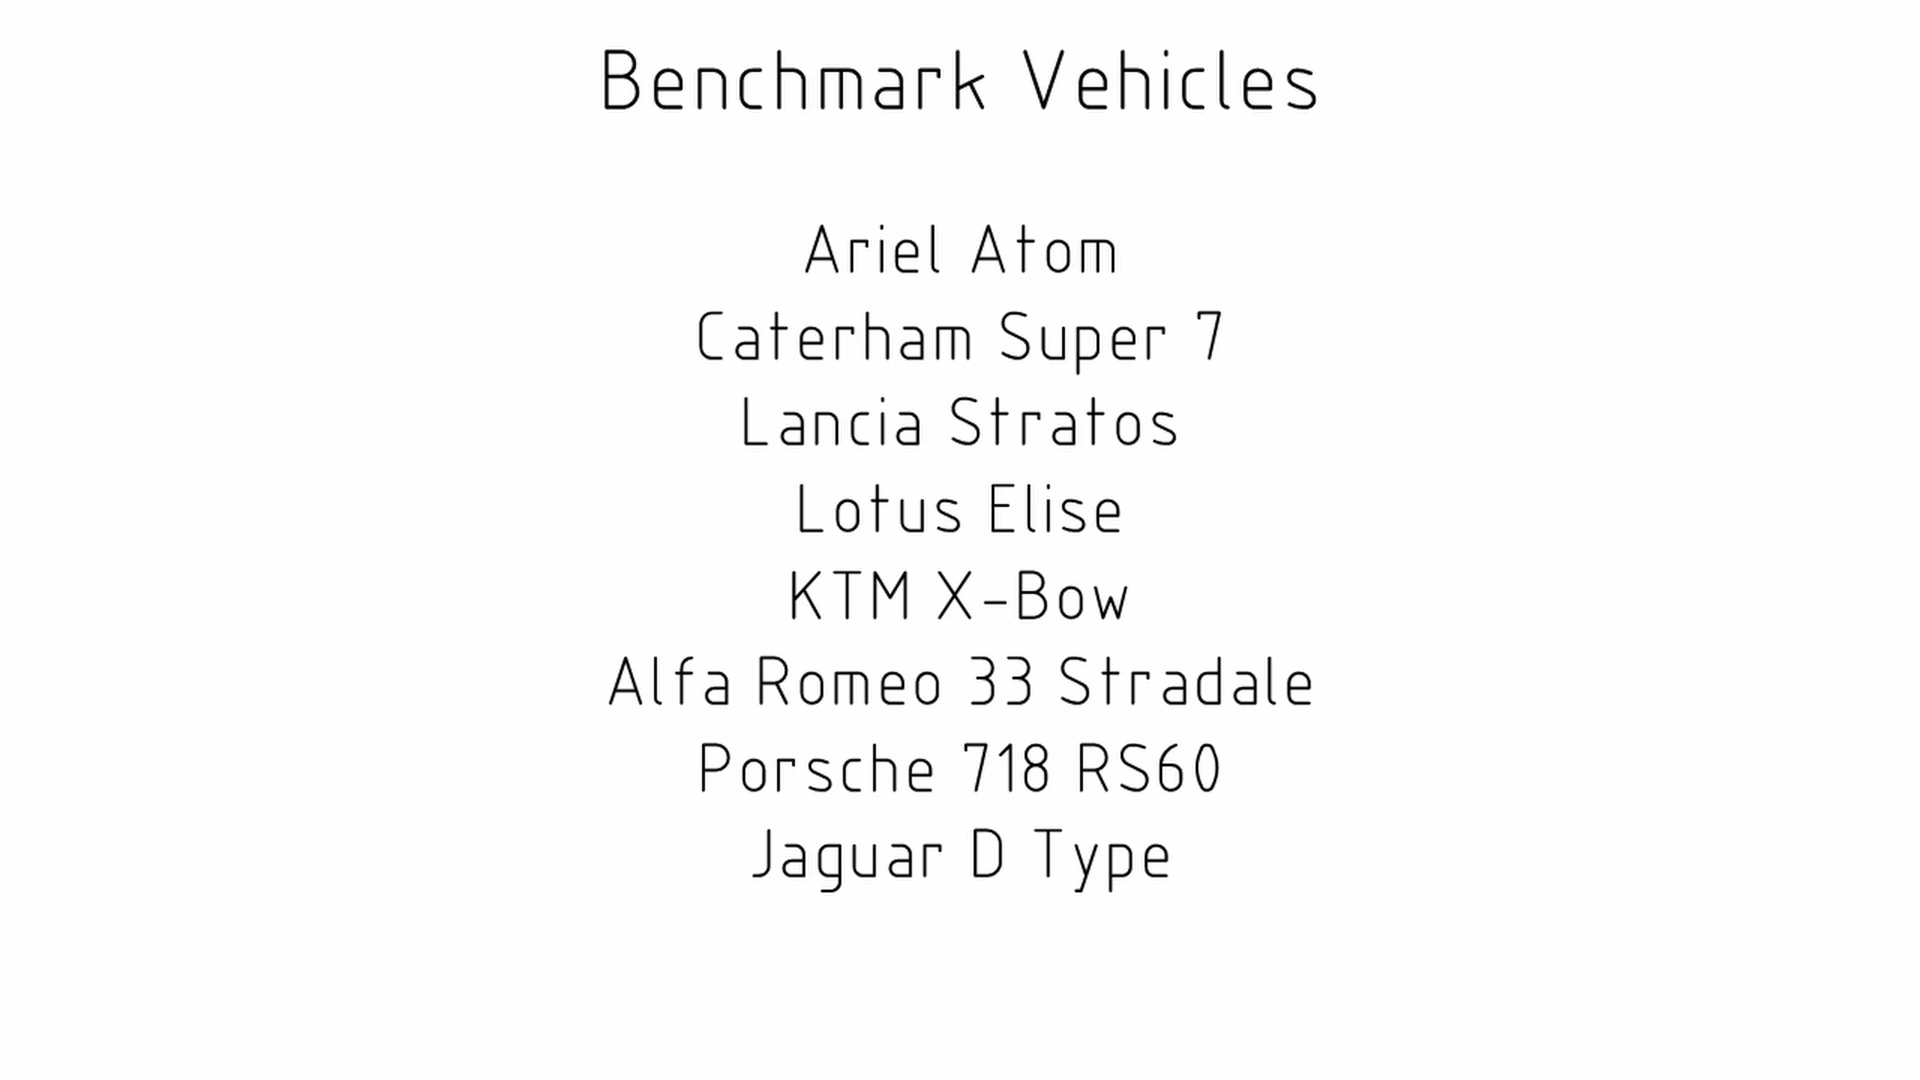 Benchmark Vehicles
Ariel Atom
Caterham Super 7
Lancia Stratos
Lotus Elise
KTM X-Bow
Alfa Romeo 33 Stradale
Porsche 718 RS60
Jaguar D Type